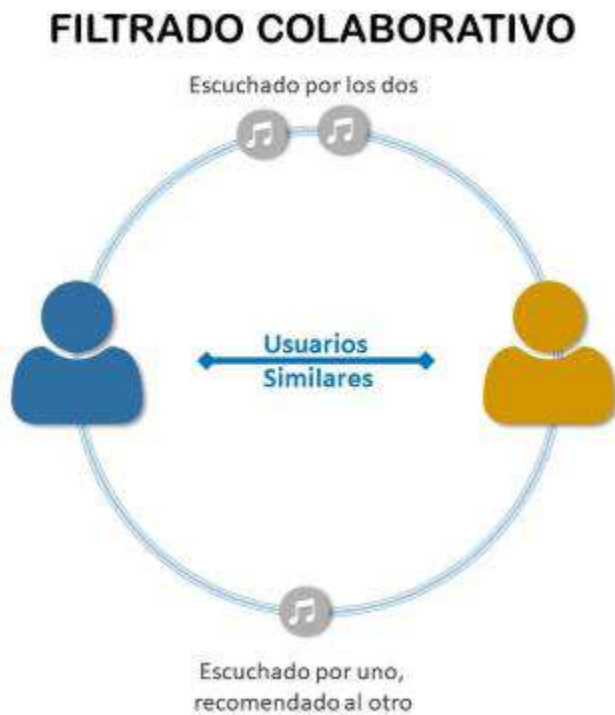 FILTRADO COLABORATIVO
Escuchado por los dos
Usuarios
Similares
Escuchado por uno,
recomendado al otro